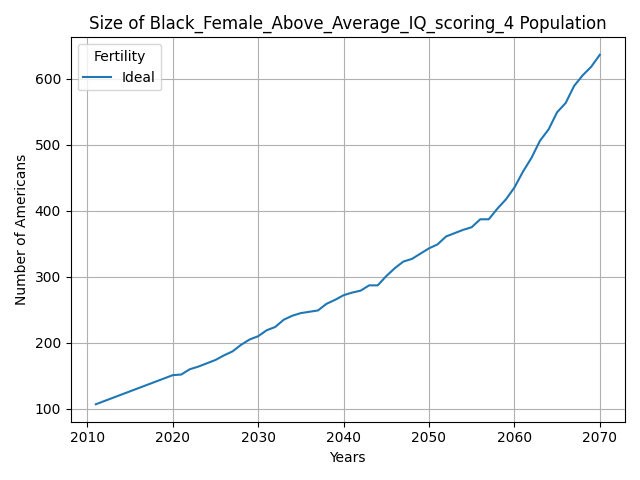 Size of Black_Female_Above_Average_IQ_scoring_4 Population
Fertility
Ideal
Number of Americans
600
500
400
300
200
100
2010 2020 2030 2040 2050 2060 2070
Years